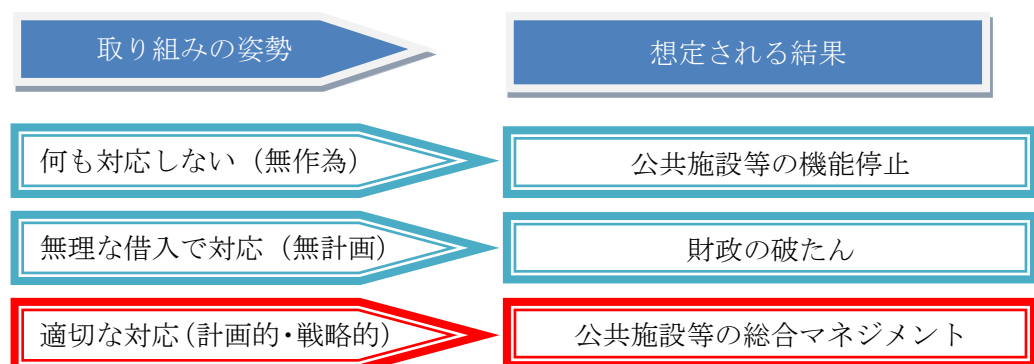 取り組みの姿勢
想定される結果
何も対応しない（無作為）
公共施設等の機能停止
無理な借入で対応（無計画）
財政の破たん
適切な対応（計画的・戦略的）
公共施設等の総合マネジメント